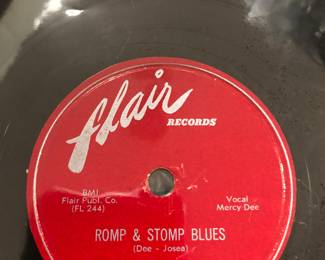 flair
RECORDS
BMI
Flair Publ. Co.
(FL 244)
Vocal
Mercy Dee
ROMP & STOMP BLUES
(Dee - Josea)